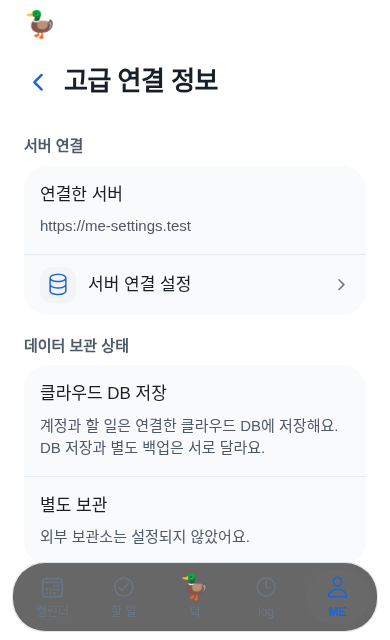 고급 연결 정보
서버 연결
연결한 서버
https://me-settings.test
서버 연결 설정
데이터 보관 상태
클라우드 DB 저장
계정과 할 일은 연결한 클라우드 DB에 저장해요.
DB 저장과 별도 백업은 서로 달라요.
별도 보관
외부 보관소는 설정되지 않았어요.
캘린더 할 일 덕 log ME